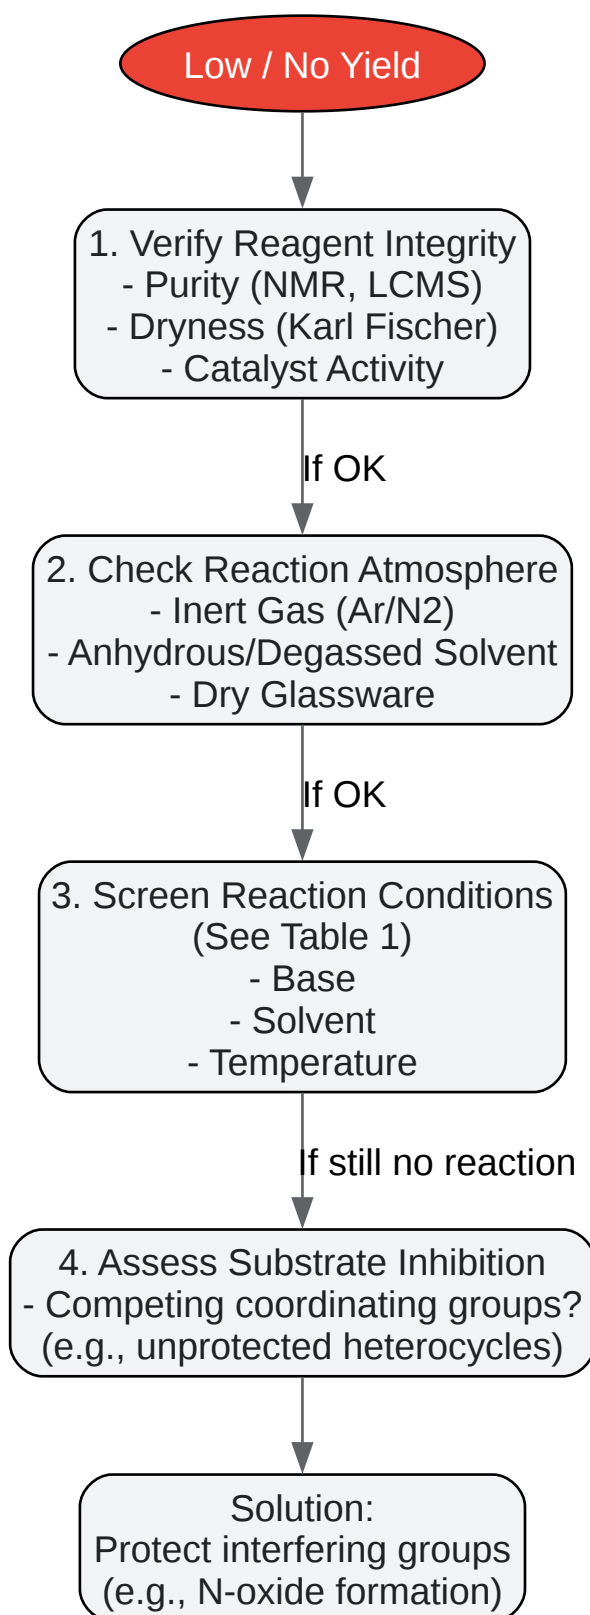 Low / No Yield
1. Verify Reagent Integrity
- Purity (NMR, LCMS)
- Dryness (Karl Fischer)
- Catalyst Activity
If OK
2. Check Reaction Atmosphere
- Inert Gas (Ar/N2)
- Anhydrous/Degassed Solvent
- Dry Glassware
If OK
3. Screen Reaction Conditions
(See Table 1)
- Base
- Solvent
- Temperature
If still no reaction
4. Assess Substrate Inhibition
- Competing coordinating groups?
(e.g., unprotected heterocycles)
Solution:
Protect interfering groups
(e.g., N-oxide formation)